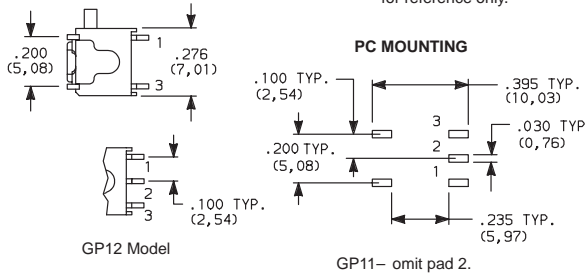 for reference only.
.200
(5,08)
1
3
.276
(7,01)
1
2
3
.100 TYP.
(2,54)
GP12 Model
PC MOUNTING
.100 TYP.
(2,54)
.395 TYP.
(10,03)
3
2
1
.030 TYP
(0,76)
.200 TYP.
(5,08)
.235 TYP.
(5,97)
GP11– omit pad 2.